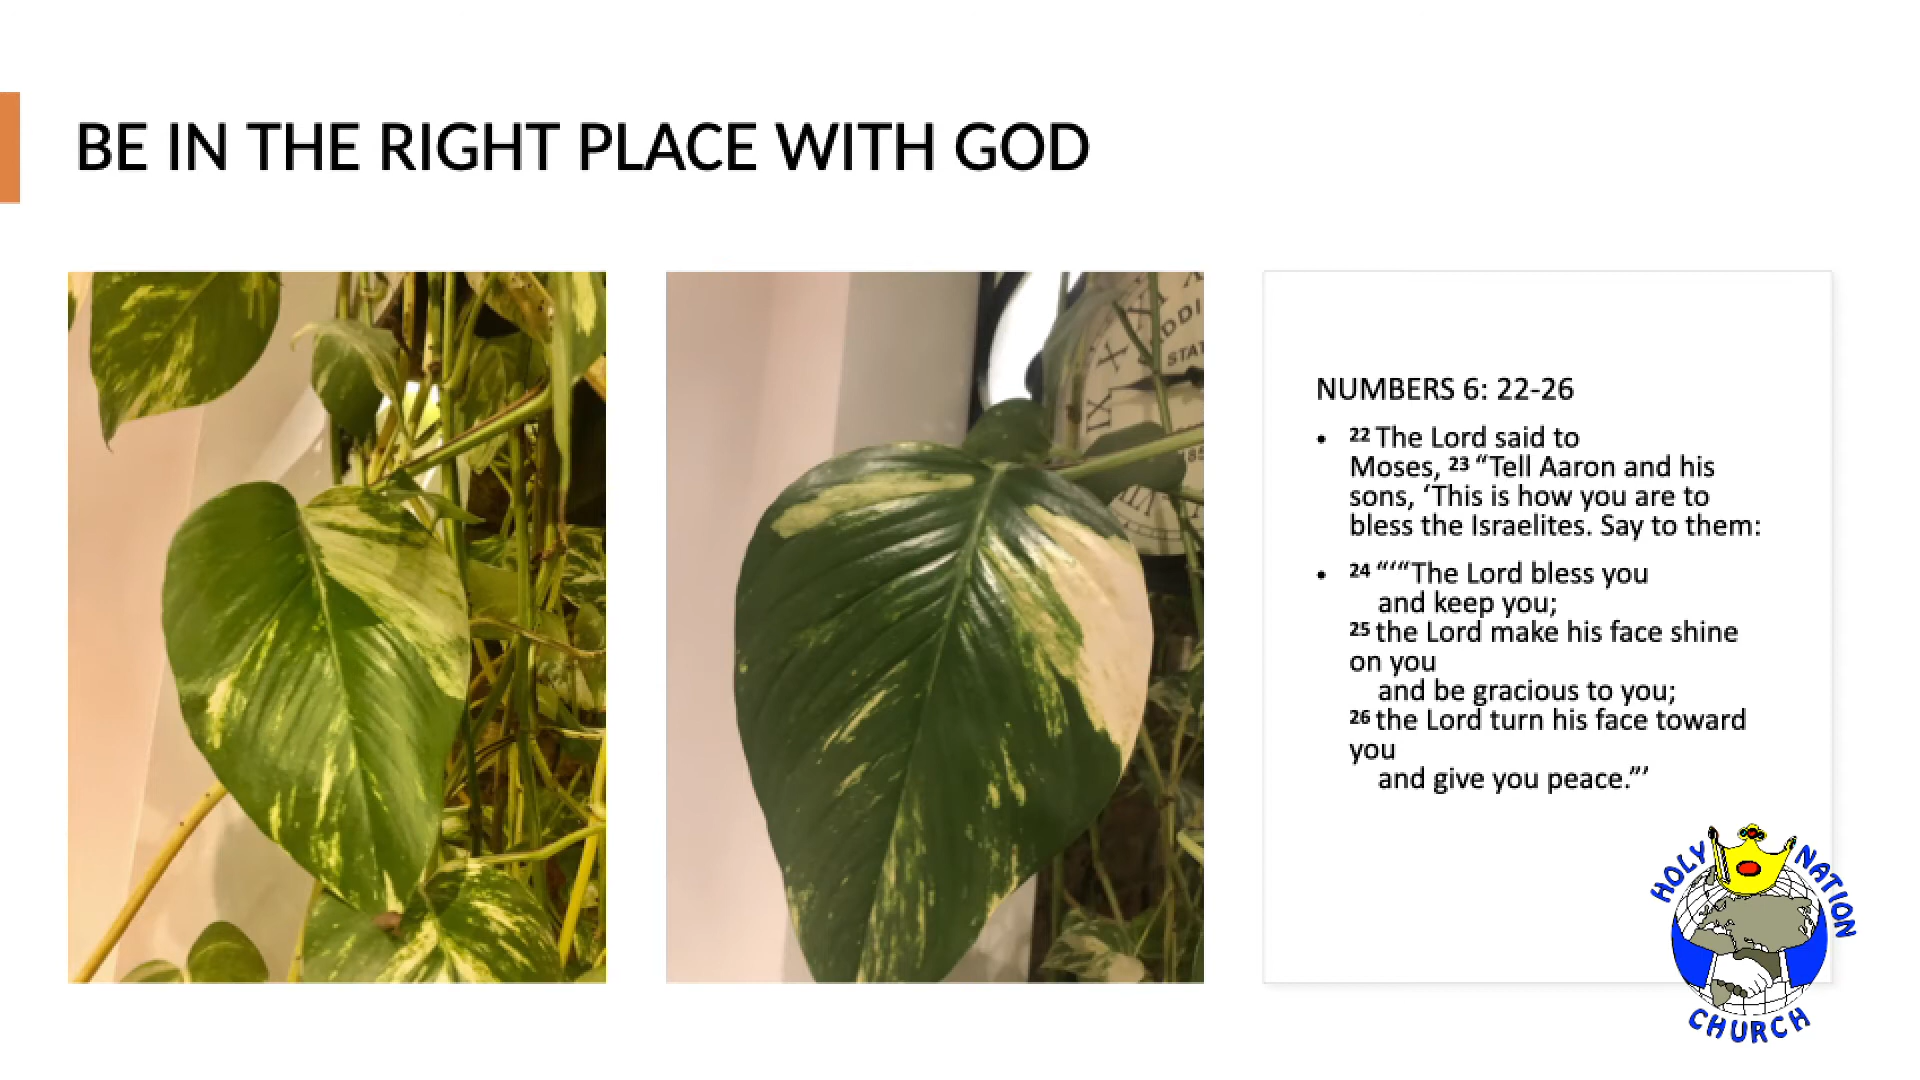 BE IN THE RIGHT PLACE WITH GOD
NUMBERS 6: 22-26
• ²² The Lord said to
Moses, ²³ “Tell Aaron and his
sons, ‘This is how you are to
bless the Israelites. Say to them:
• ²⁴ “‘“The Lord bless you
and keep you;
²⁵ the Lord make his face shine
on you
and be gracious to you;
²⁶ the Lord turn his face toward
you
and give you peace.”’
HOLY NATION
CHURCH